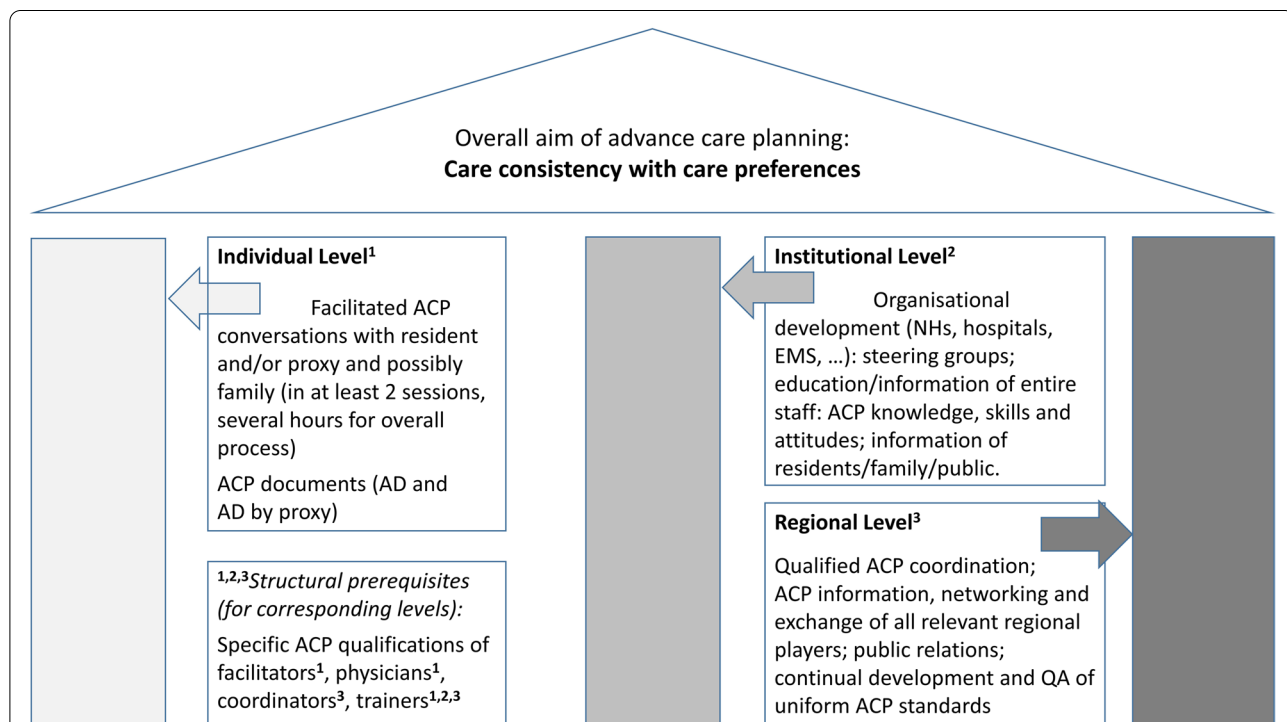 Overall aim of advance care planning:
Care consistency with care preferences
Individual Level¹
Facilitated ACP
conversations with resident
and/or proxy and possibly
family (in at least 2 sessions,
several hours for overall
process)
ACP documents (AD and
AD by proxy)
¹,²,³Structural prerequisites
(for corresponding levels):
Specific ACP qualifications of
facilitators¹, physicians¹,
coordinators³, trainers¹,²,³
Institutional Level²
Organisational
development (NHs, hospitals,
EMS, …): steering groups;
education/information of entire
staff: ACP knowledge, skills and
attitudes; information of
residents/family/public.
Regional Level³
Qualified ACP coordination;
ACP information, networking and
exchange of all relevant regional
players; public relations;
continual development and QA of
uniform ACP standards